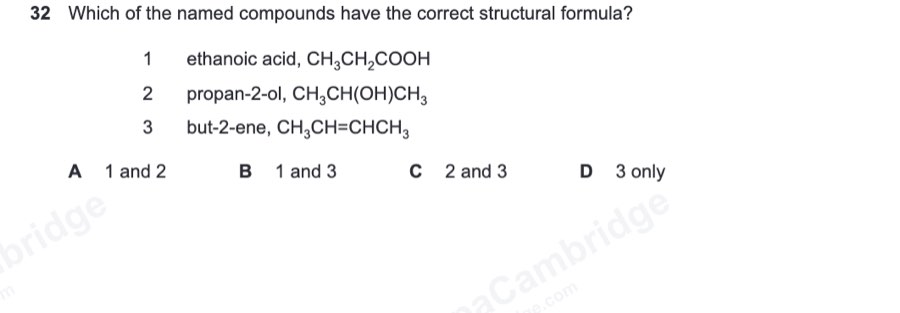 32 Which of the named compounds have the correct structural formula?
1 ethanoic acid, CH₃CH₂COOH
2 propan-2-ol, CH₃CH(OH)CH₃
3 but-2-ene, CH₃CH=CHCH₃
A 1 and 2 B 1 and 3 C 2 and 3 D 3 only
bridge
aCambridge
e.com